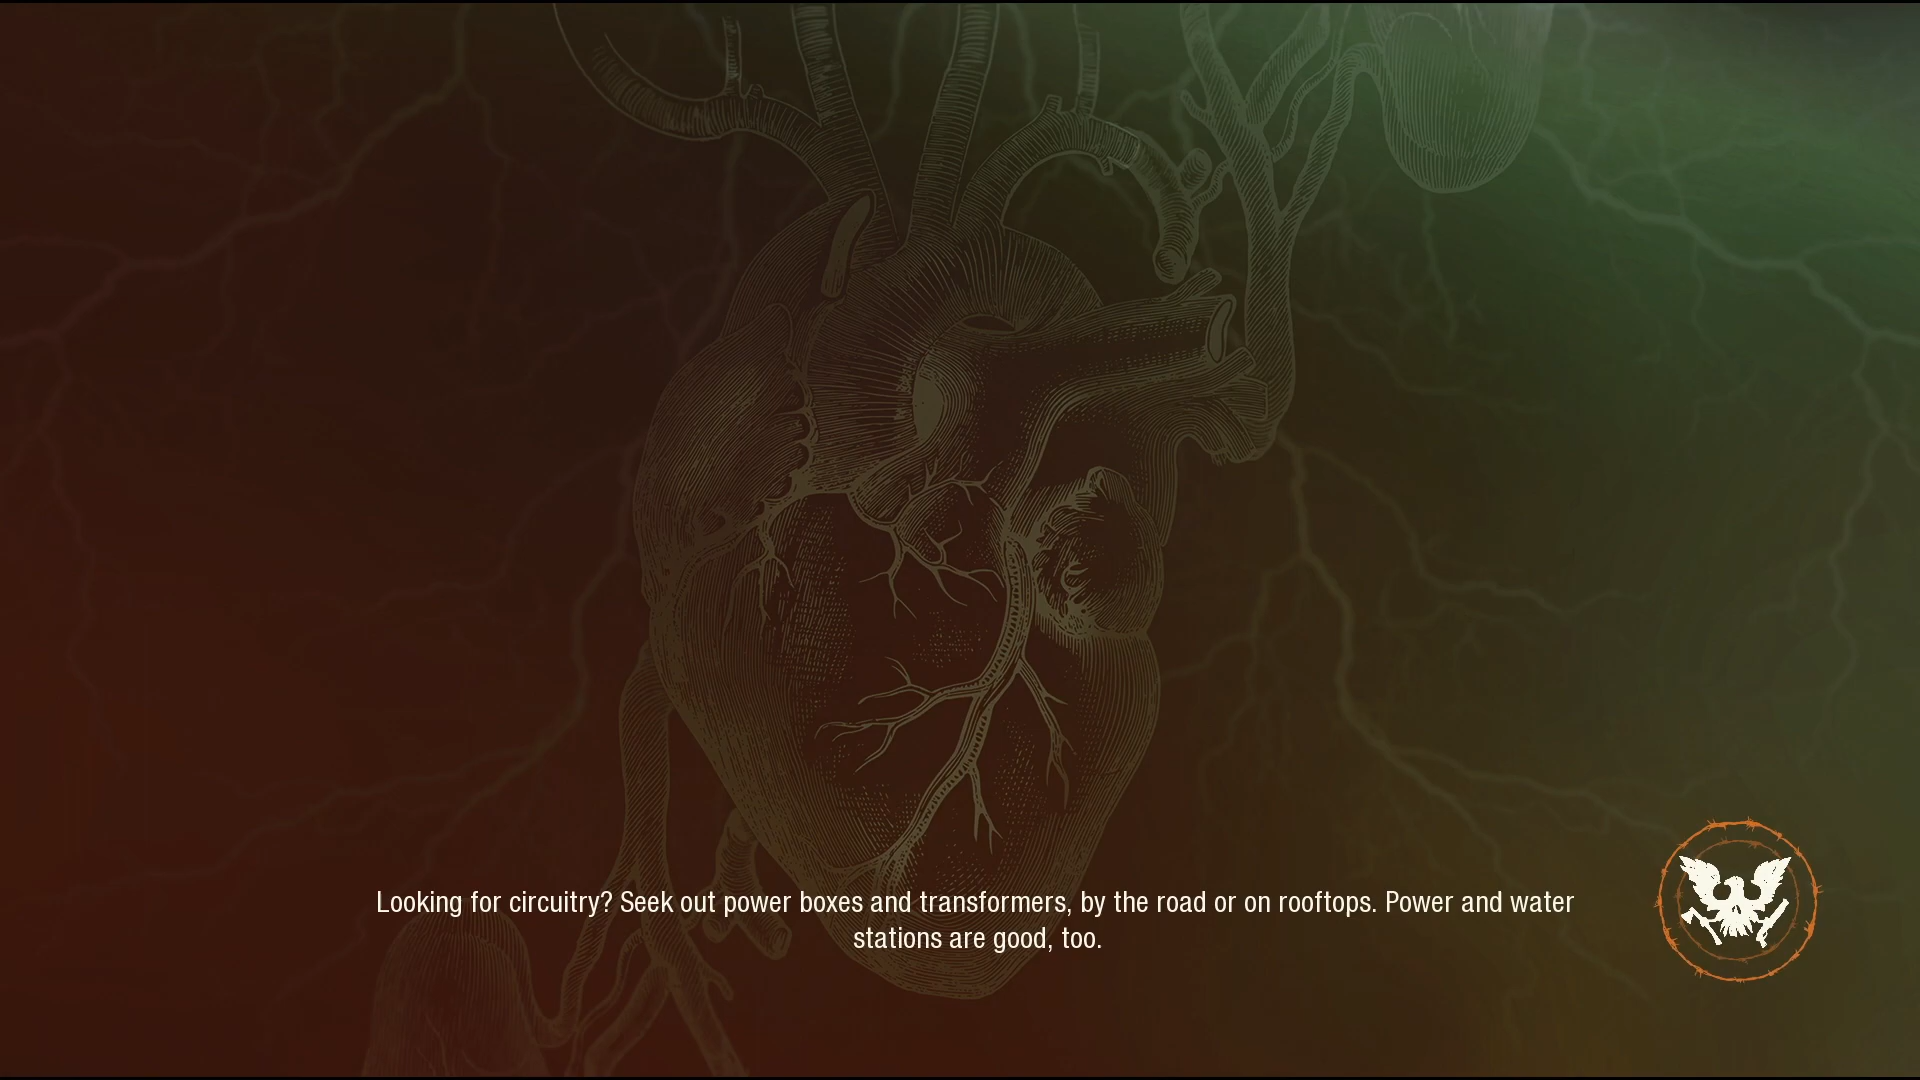 Looking for circuitry? Seek out power boxes and transformers, by the road or on rooftops. Power and water
stations are good, too.